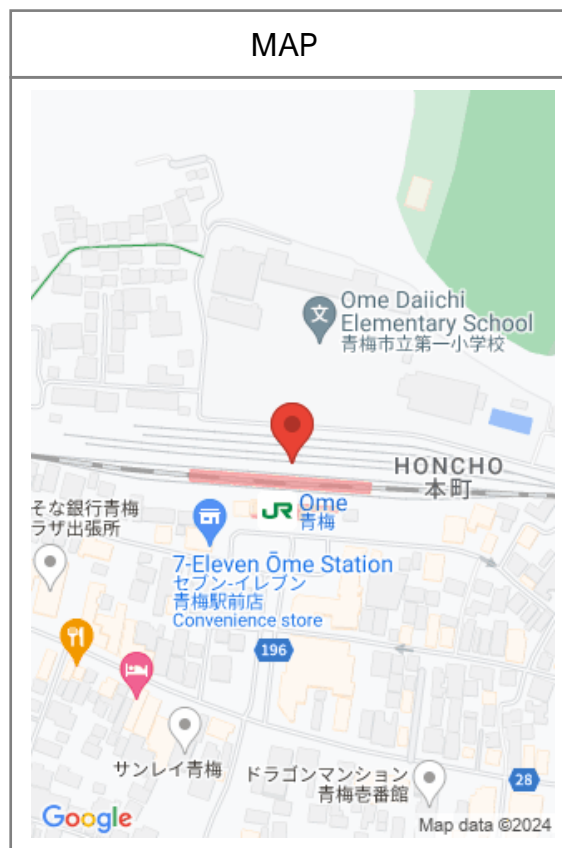 MAP
文
Ome Daiichi
Elementary School
青梅市立第一小学校
HONCHO
本町
そな銀行青梅
ラザ出張所
JR
Ome
青梅
7-Eleven Ōme Station
セブン-イレブン
青梅駅前店
Convenience store
196
サンレイ青梅
ドラゴンマンション
青梅壱番館
28
Google
Map data ©2024